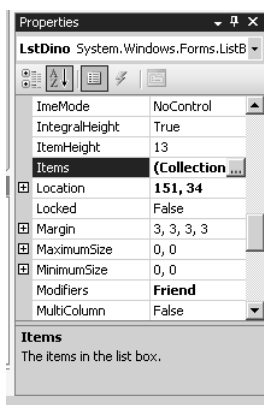 Properties
LstDino System.Windows.Forms.ListB
ImeMode NoControl
IntegralHeight True
ItemHeight 13
Items (Collection ...
Location 151, 34
Locked False
Margin 3, 3, 3, 3
MaximumSize 0, 0
MinimumSize 0, 0
Modifiers Friend
MultiColumn False
Items
The items in the list box.